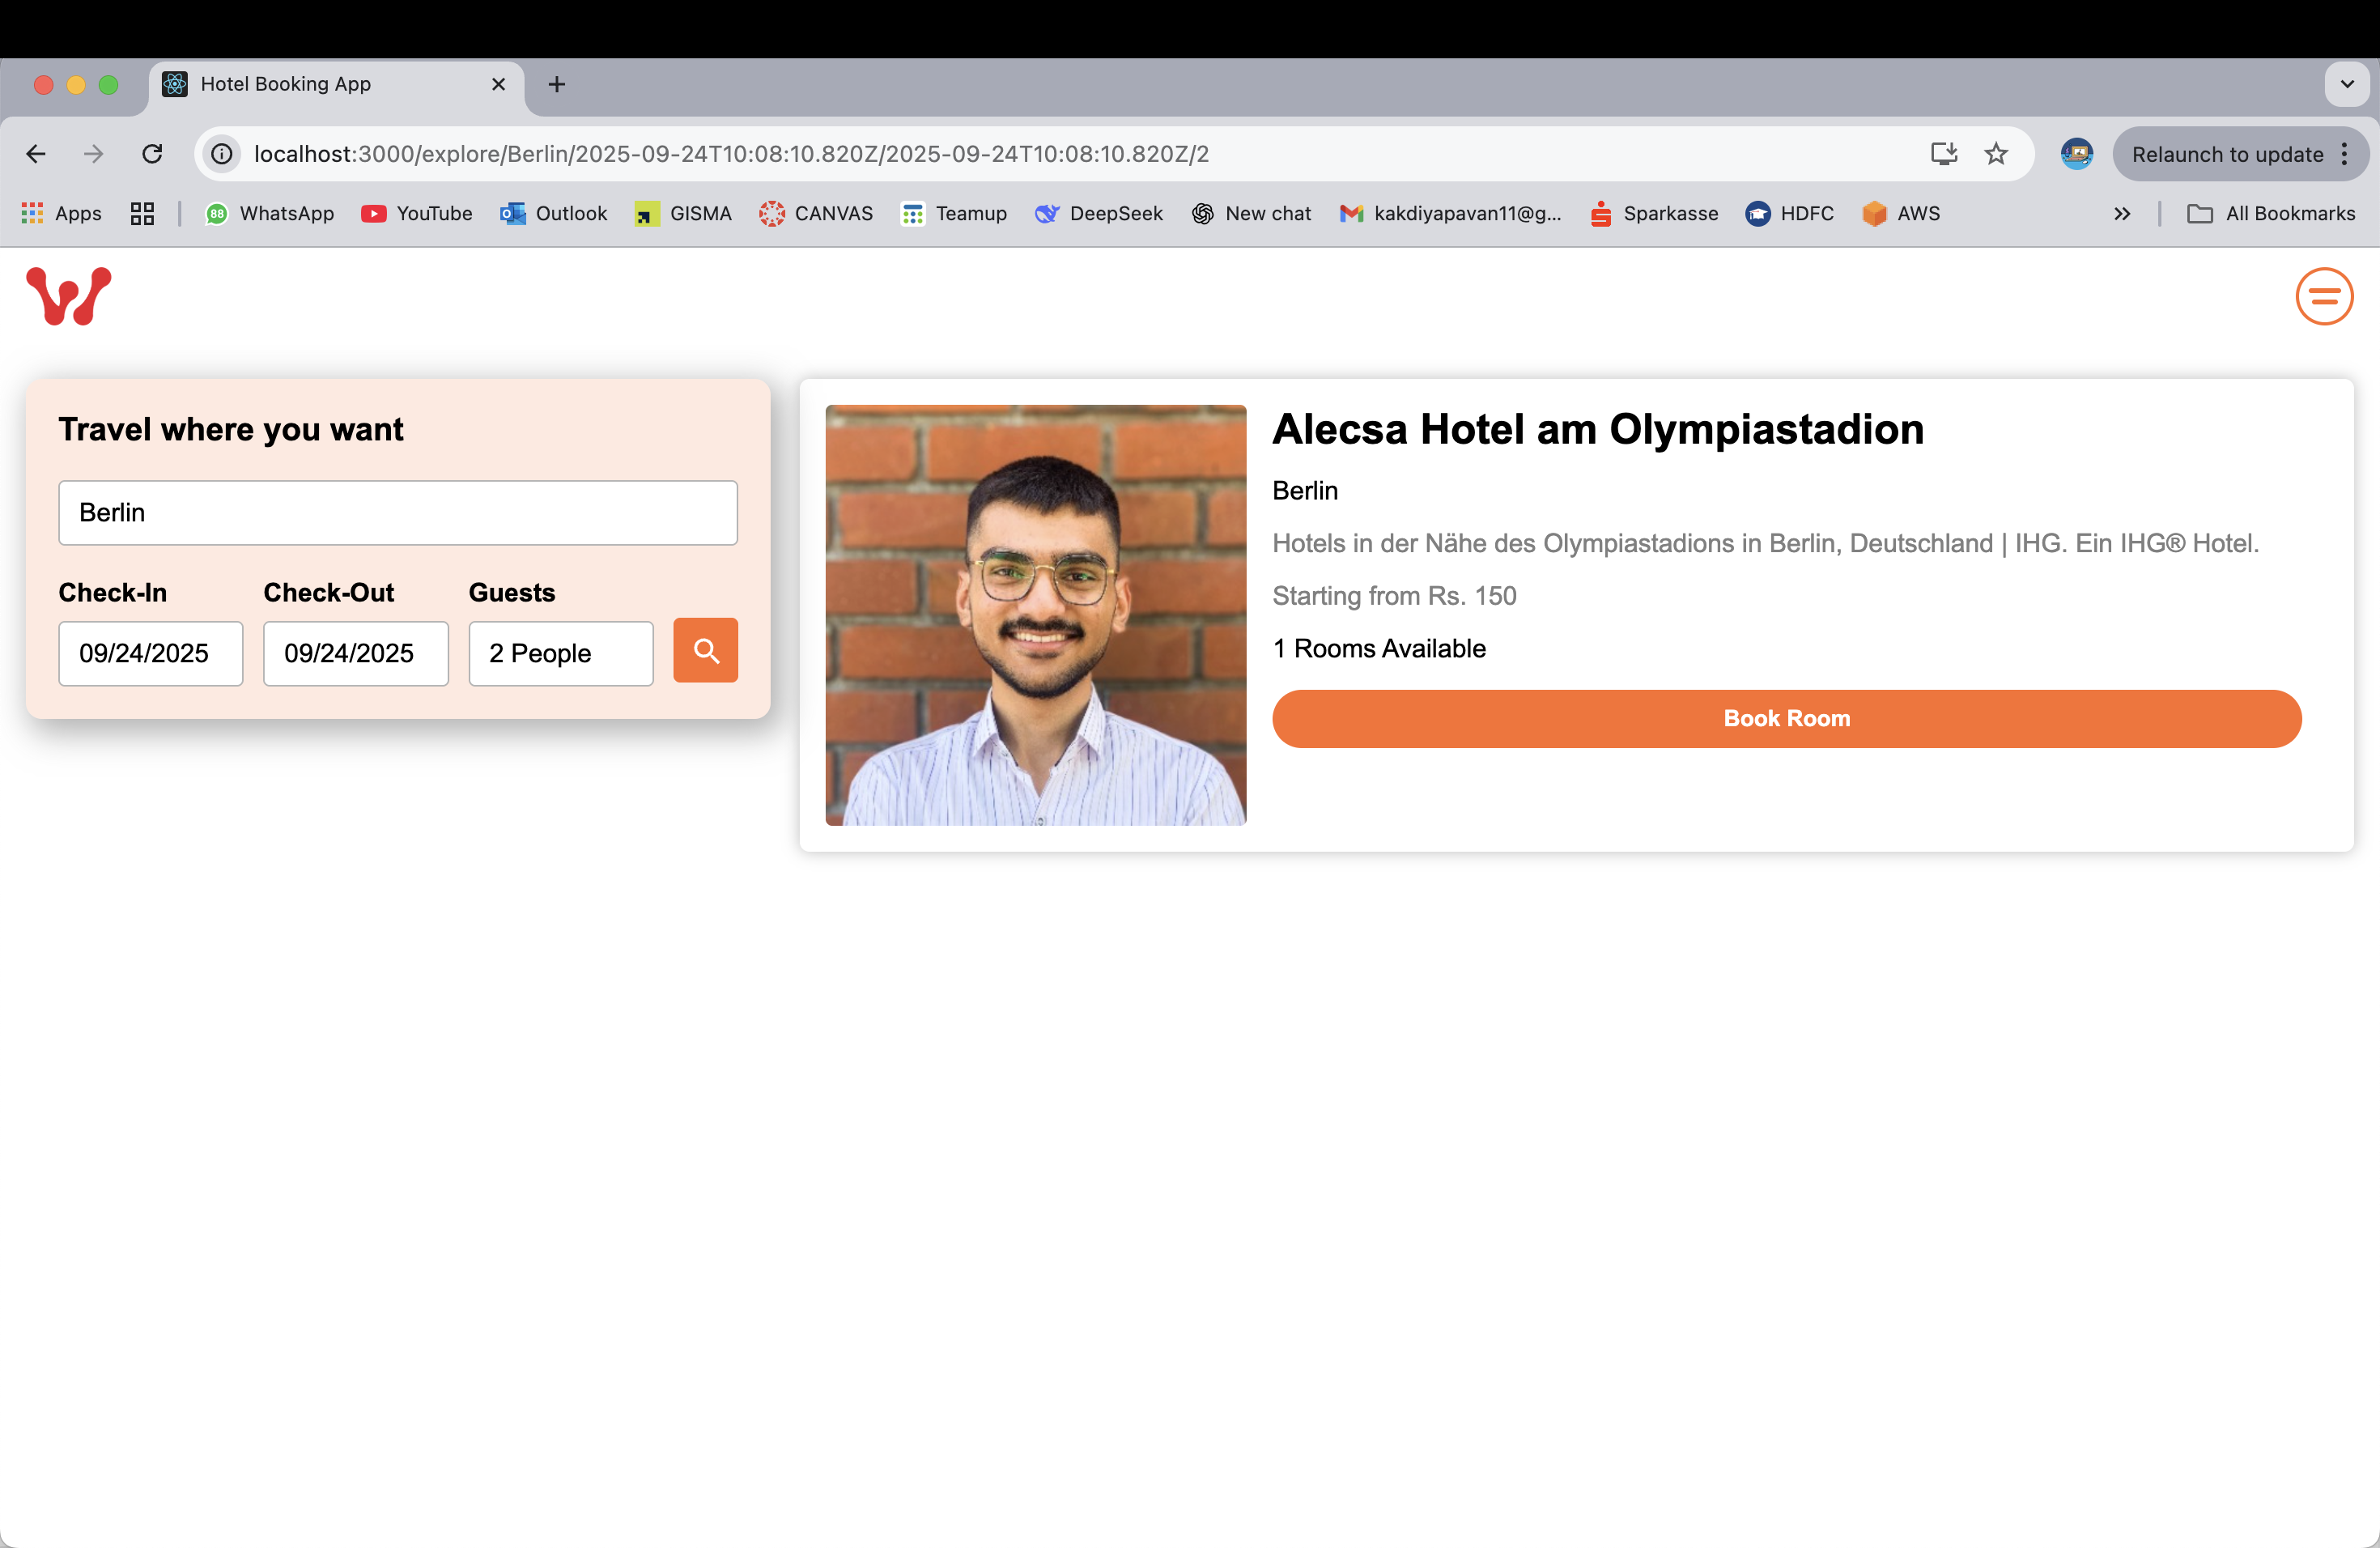 Hotel Booking App
localhost:3000/explore/Berlin/2025-09-24T10:08:10.820Z/2025-09-24T10:08:10.820Z/2
Relaunch to update
Apps
88
WhatsApp
YouTube
Outlook
GISMA
CANVAS
Teamup
DeepSeek
New chat
kakdiyapavan11@g...
Sparkasse
HDFC
AWS
All Bookmarks
Travel where you want
Berlin
Check-In
Check-Out
Guests
09/24/2025
09/24/2025
2 People
Alecsa Hotel am Olympiastadion
Berlin
Hotels in der Nähe des Olympiastadions in Berlin, Deutschland | IHG. Ein IHG® Hotel.
Starting from Rs. 150
1 Rooms Available
Book Room